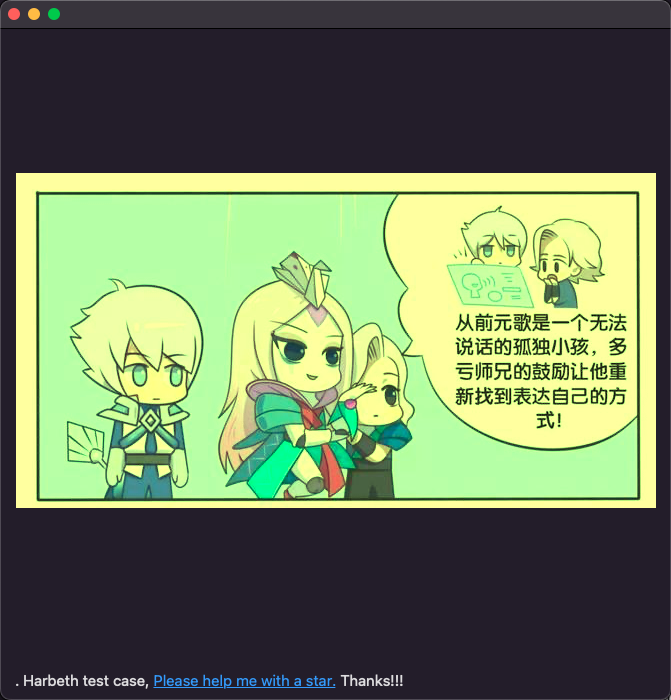 从前元歌是一个无法
说话的孤独小孩，多
亏师兄的鼓励让他重
新找到表达自己的方
式！
. Harbeth test case, Please help me with a star. Thanks!!!